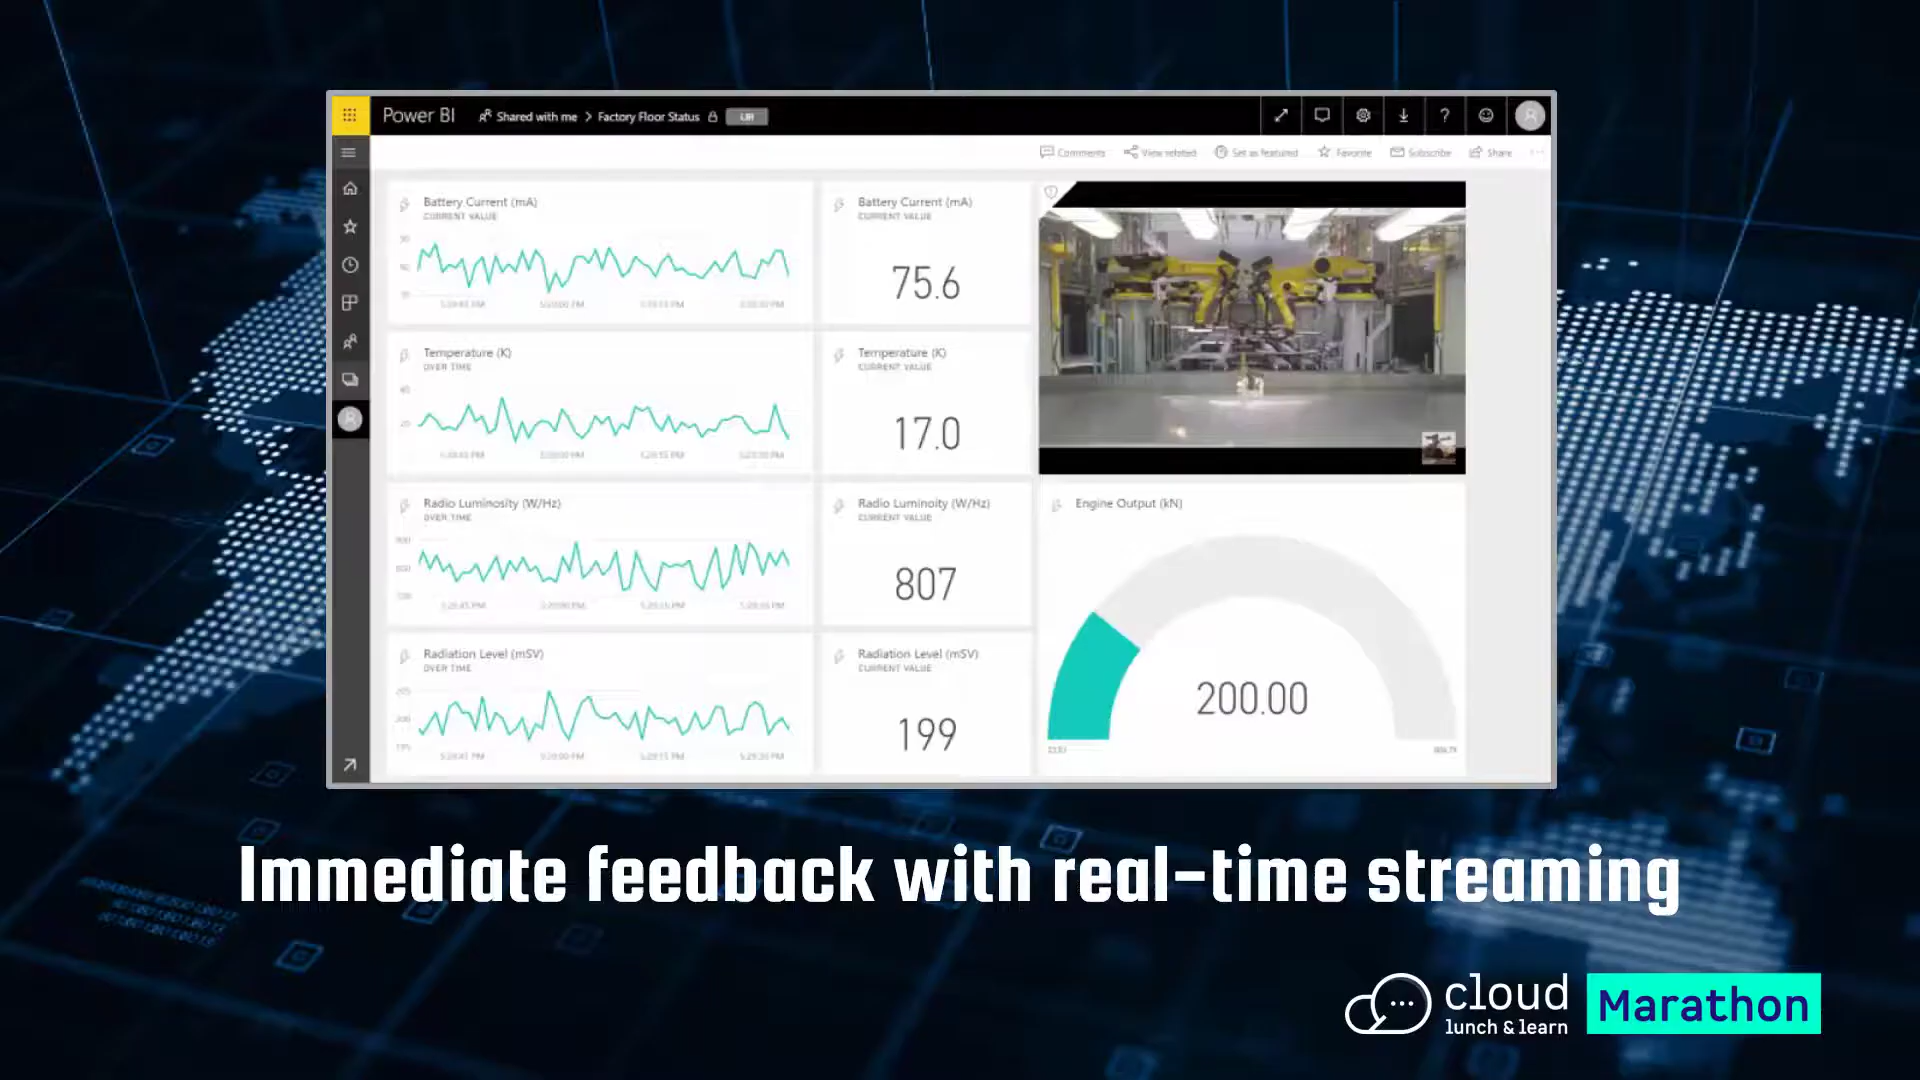 Power BI Shared with me > Factory Floor Status
Comments View related Set as featured Favorite Subscribe Share
Battery Current (mA)
CURRENT VALUE
Battery Current (mA)
CURRENT VALUE
75.6
Temperature (K)
OVER TIME
Temperature (K)
CURRENT VALUE
17.0
Radio Luminosity (W/Hz)
OVER TIME
Radio Luminoity (W/Hz)
CURRENT VALUE
807
Engine Output (kN)
200.00
Radiation Level (mSV)
OVER TIME
Radiation Level (mSV)
CURRENT VALUE
199
Immediate feedback with real-time streaming
cloud
lunch & learn
Marathon